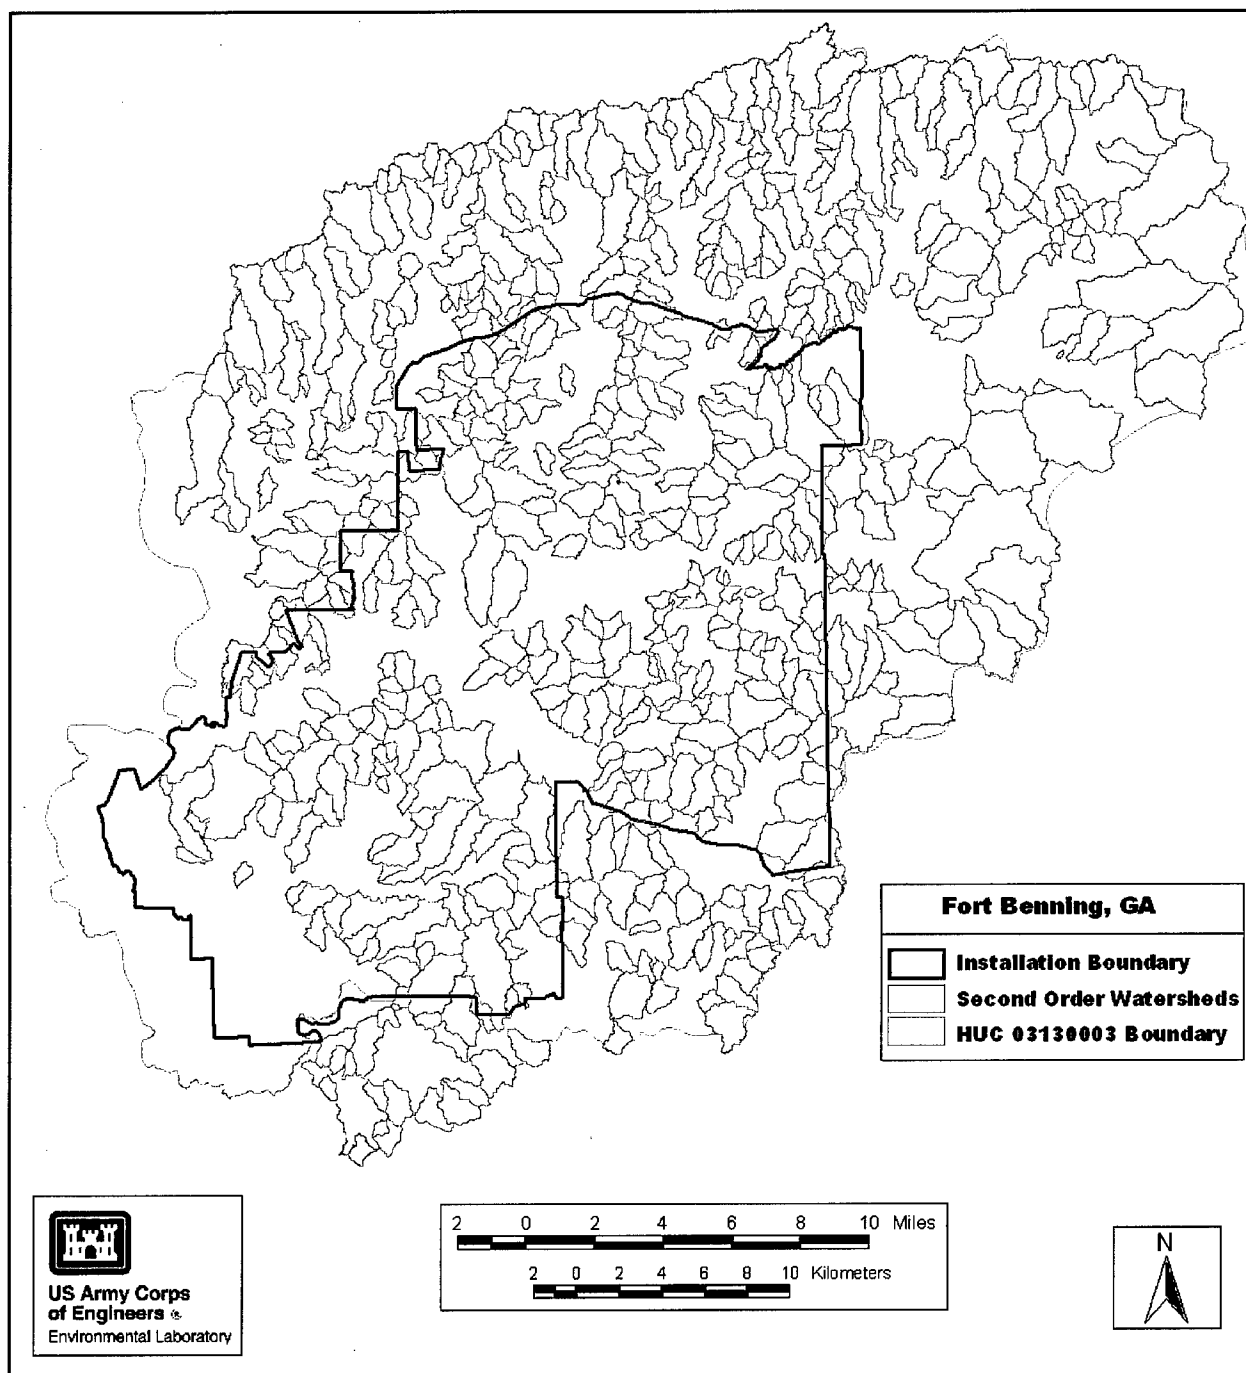 Fort Benning, GA
Installation Boundary
Second Order Watersheds
HUC 03130003 Boundary
US Army Corps
of Engineers ®
Environmental Laboratory
2 0 2 4 6 8 10 Miles
2 0 2 4 6 8 10 Kilometers
N